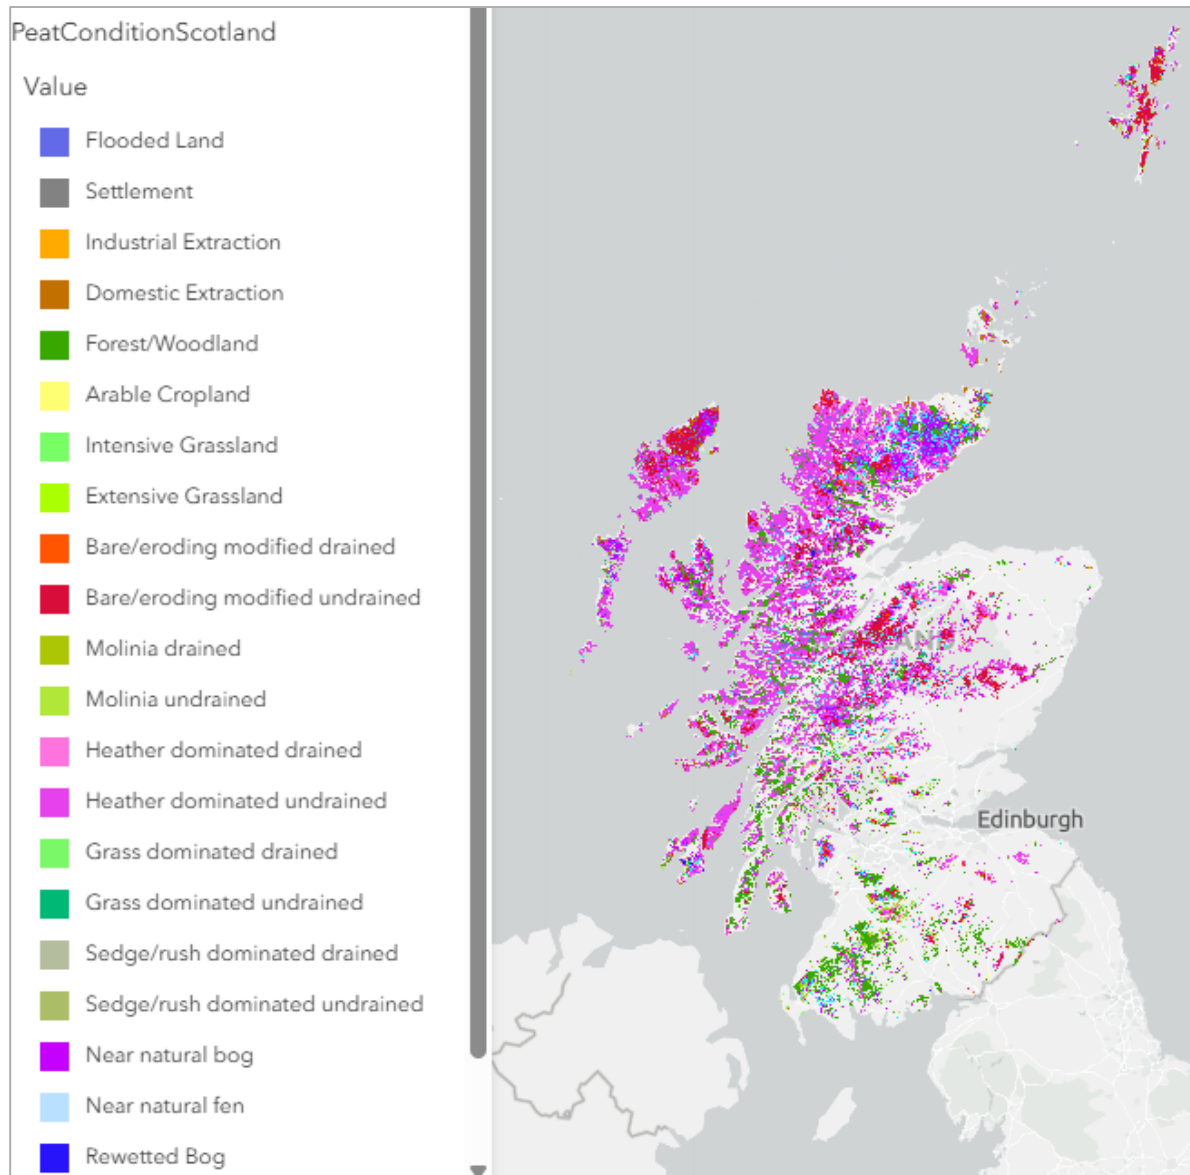 PeatConditionScotland
Value
Flooded Land
Settlement
Industrial Extraction
Domestic Extraction
Forest/Woodland
Arable Cropland
Intensive Grassland
Extensive Grassland
Bare/eroding modified drained
Bare/eroding modified undrained
Molinia drained
Molinia undrained
Heather dominated drained
Heather dominated undrained
Grass dominated drained
Grass dominated undrained
Sedge/rush dominated drained
Sedge/rush dominated undrained
Near natural bog
Near natural fen
Rewetted Bog
Edinburgh